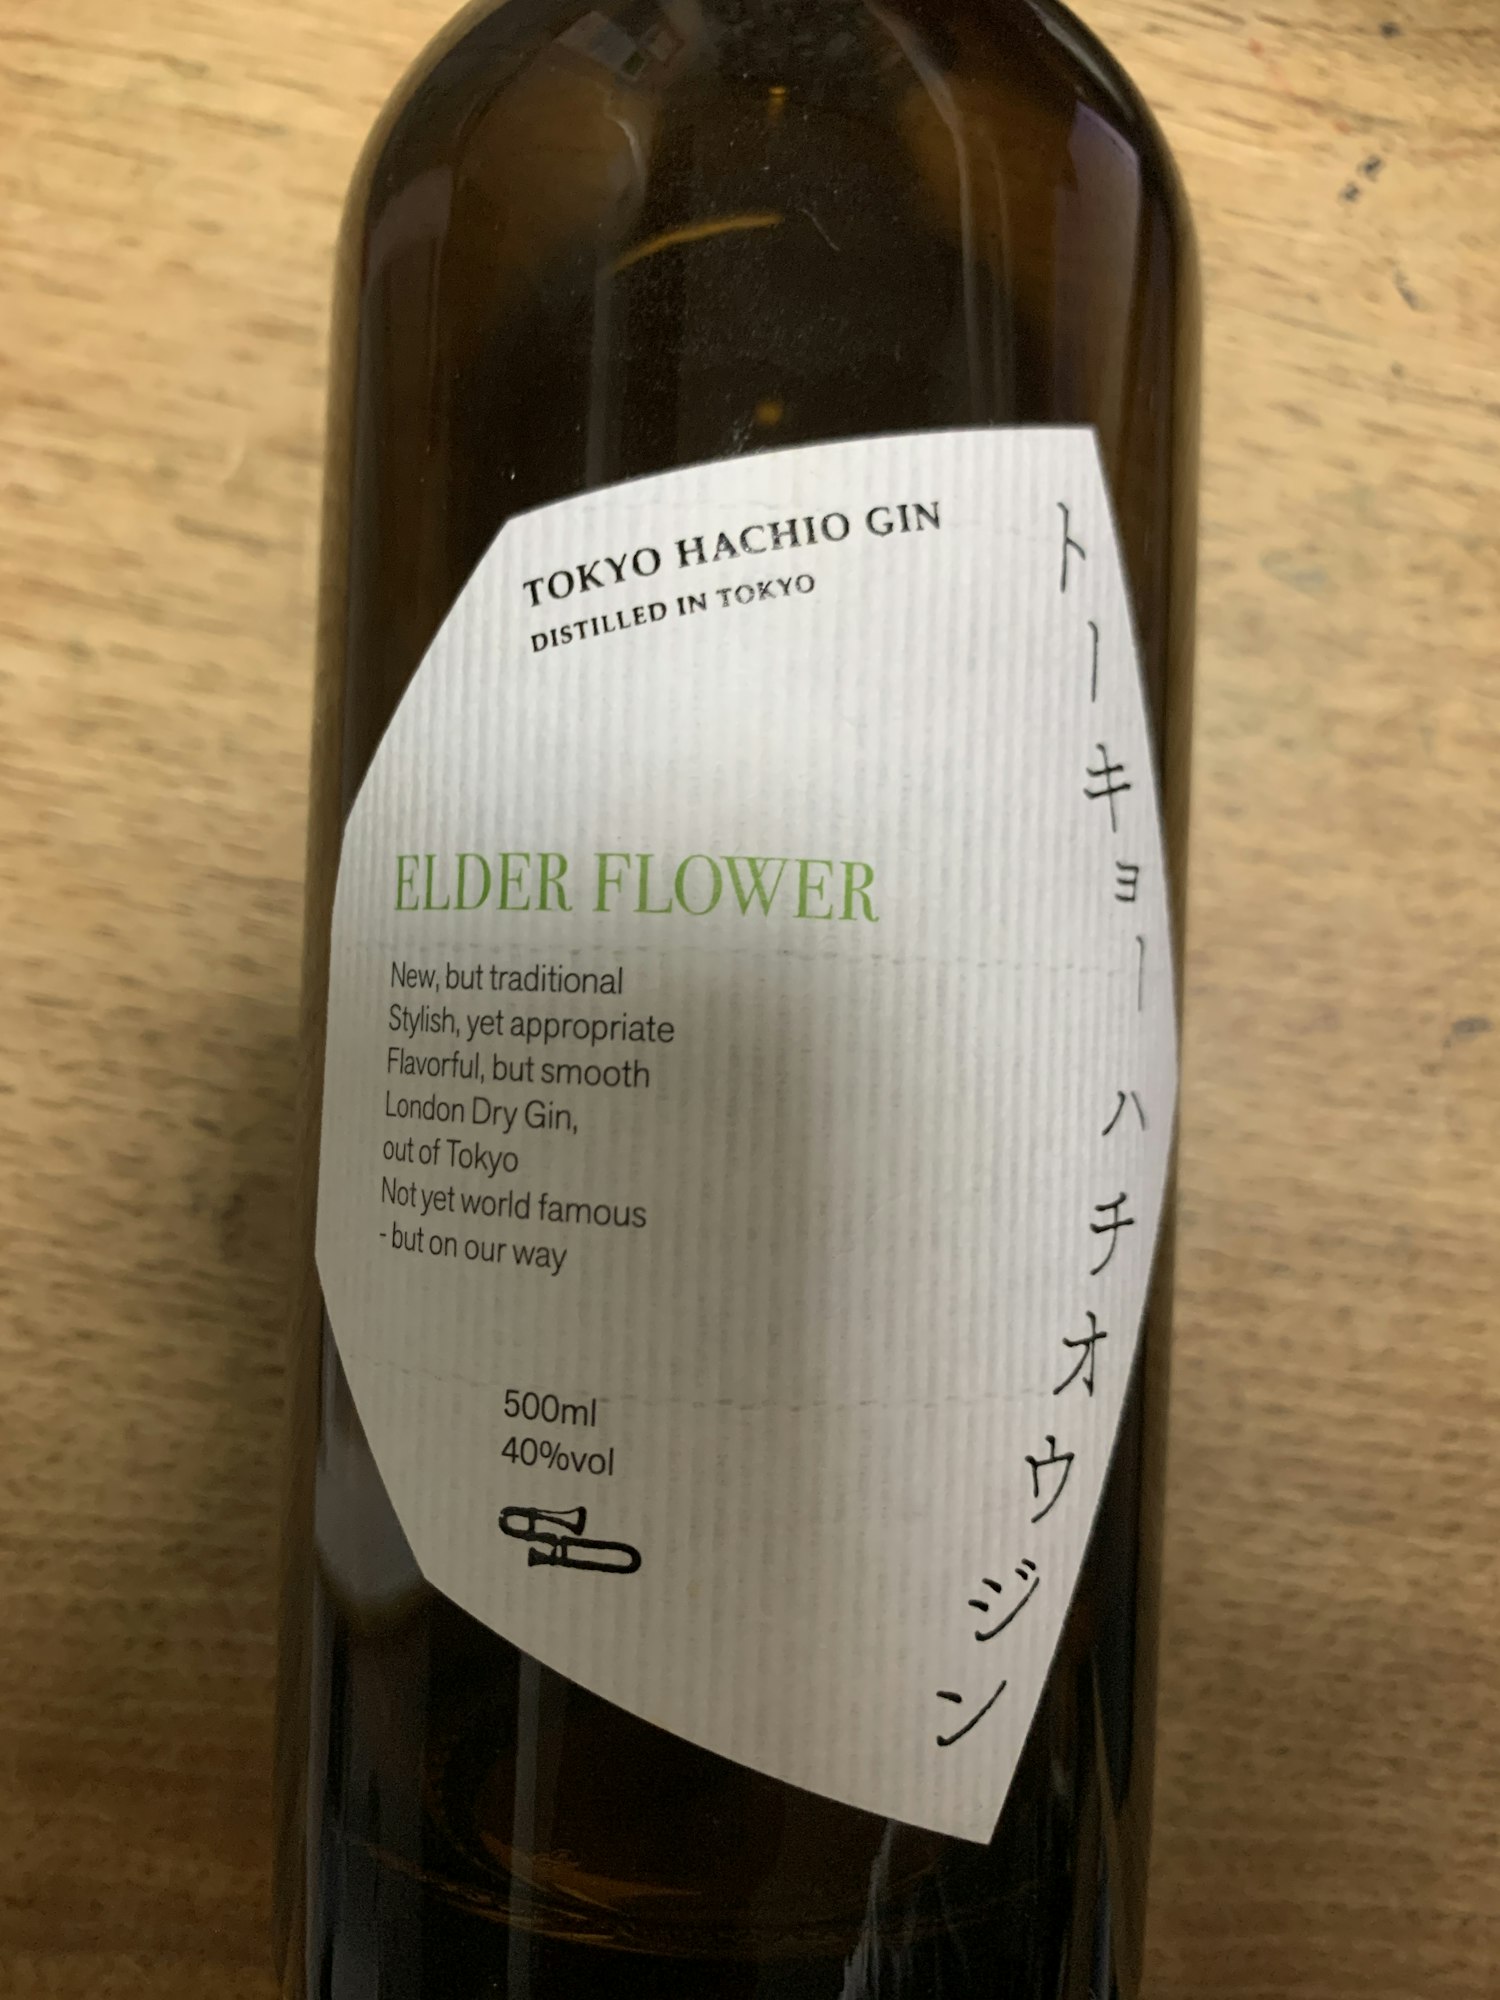 TOKYO HACHIO GIN
DISTILLED IN TOKYO
ELDER FLOWER
New, but traditional
Stylish, yet appropriate
Flavorful, but smooth
London Dry Gin,
out of Tokyo
Not yet world famous
- but on our way
500ml
40%vol
トーキョーハチオウジン